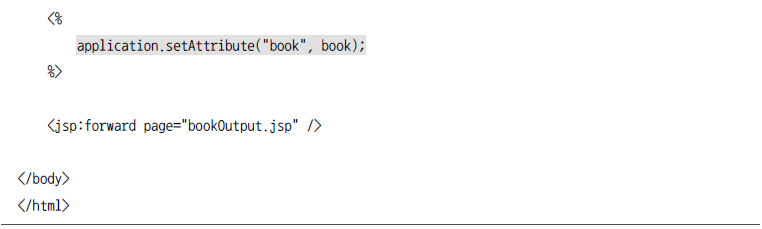 <%
application.setAttribute("book", book);
%>
<jsp:forward page="bookOutput.jsp" />
</body>
</html>